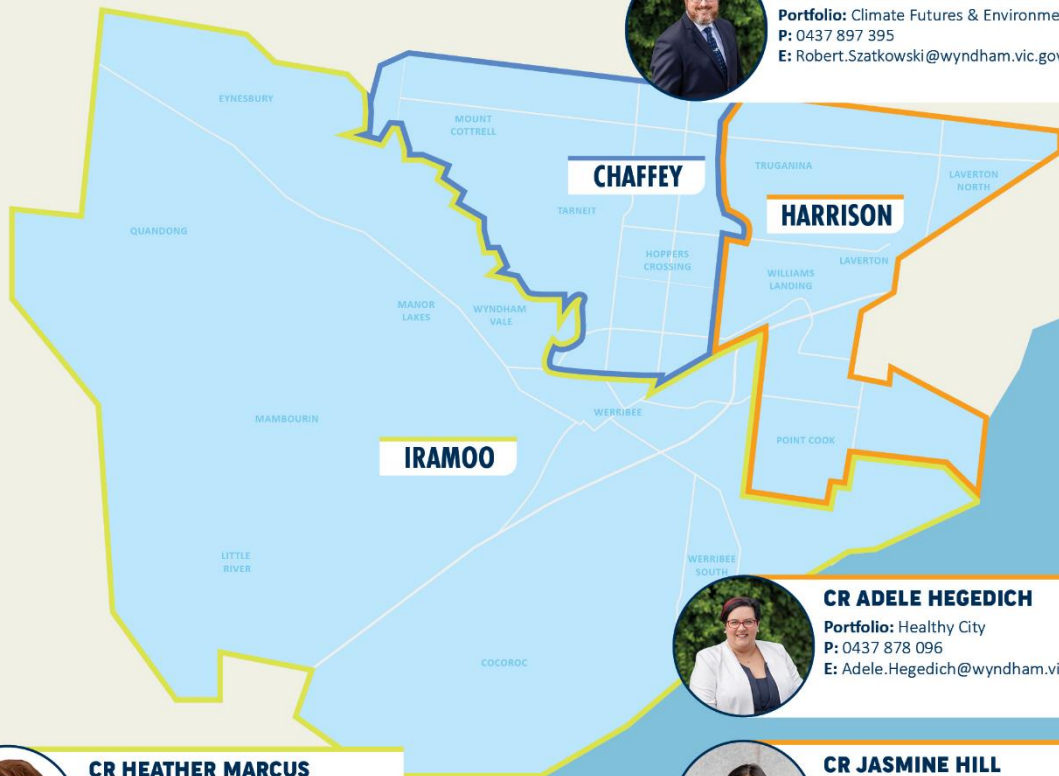 Portfolio: Climate Futures & Environme
P: 0437 897 395
E: Robert.Szatkowski@wyndham.vic.gov
EYNESBURY
MOUNT
COTTRELL
CHAFFEY
TRUGANINA
LAVERTON
NORTH
TARNEIT
HARRISON
QUANDONG
HOPPERS
CROSSING
LAVERTON
WILLIAMS
LANDING
MANOR
LAKES
WYNDHAM
VALE
MAMBOURIN
WERRIBEE
POINT COOK
IRAMOO
LITTLE
RIVER
WERRIBEE
SOUTH
CR ADELE HEGEDICH
Portfolio: Healthy City
P: 0437 878 096
E: Adele.Hegedich@wyndham.vi
COCOROC
CR HEATHER MARCUS
CR JASMINE HILL